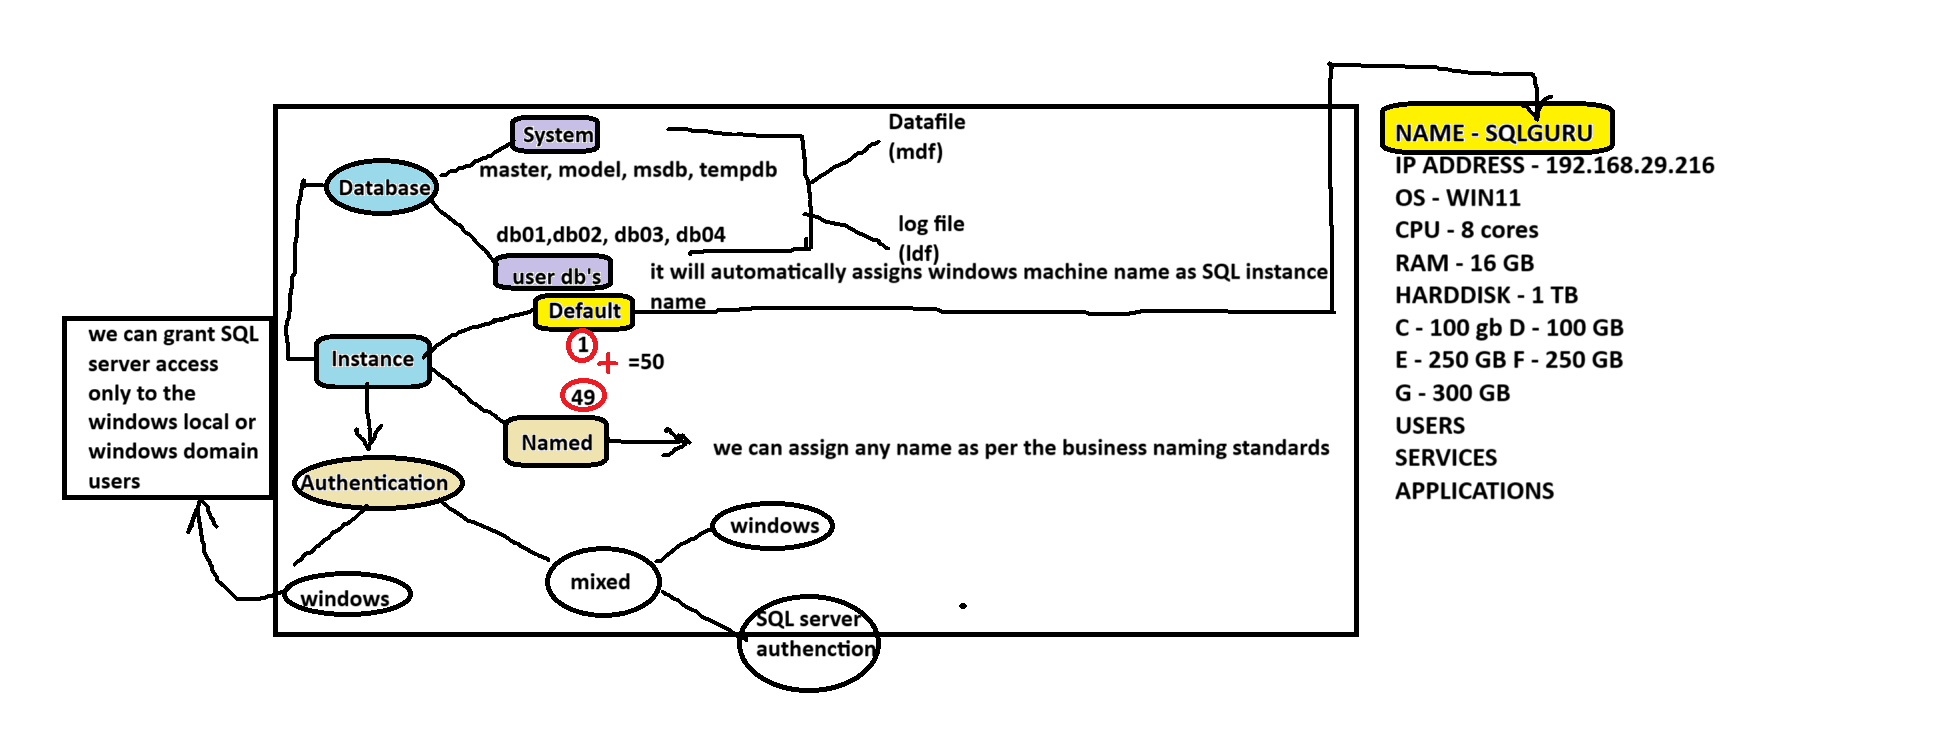 System
master, model, msdb, tempdb
Database
Datafile
(mdf)
db01,db02, db03, db04
user db's
log file
(ldf)
it will automatically assigns windows machine name as SQL instance
name
Default
1
+ =50
49
Instance
Named
we can assign any name as per the business naming standards
we can grant SQL
server access
only to the
windows local or
windows domain
users
Authentication
windows
mixed
windows
SQL server
authenction
NAME - SQLGURU
IP ADDRESS - 192.168.29.216
OS - WIN11
CPU - 8 cores
RAM - 16 GB
HARDDISK - 1 TB
C - 100 gb D - 100 GB
E - 250 GB F - 250 GB
G - 300 GB
USERS
SERVICES
APPLICATIONS